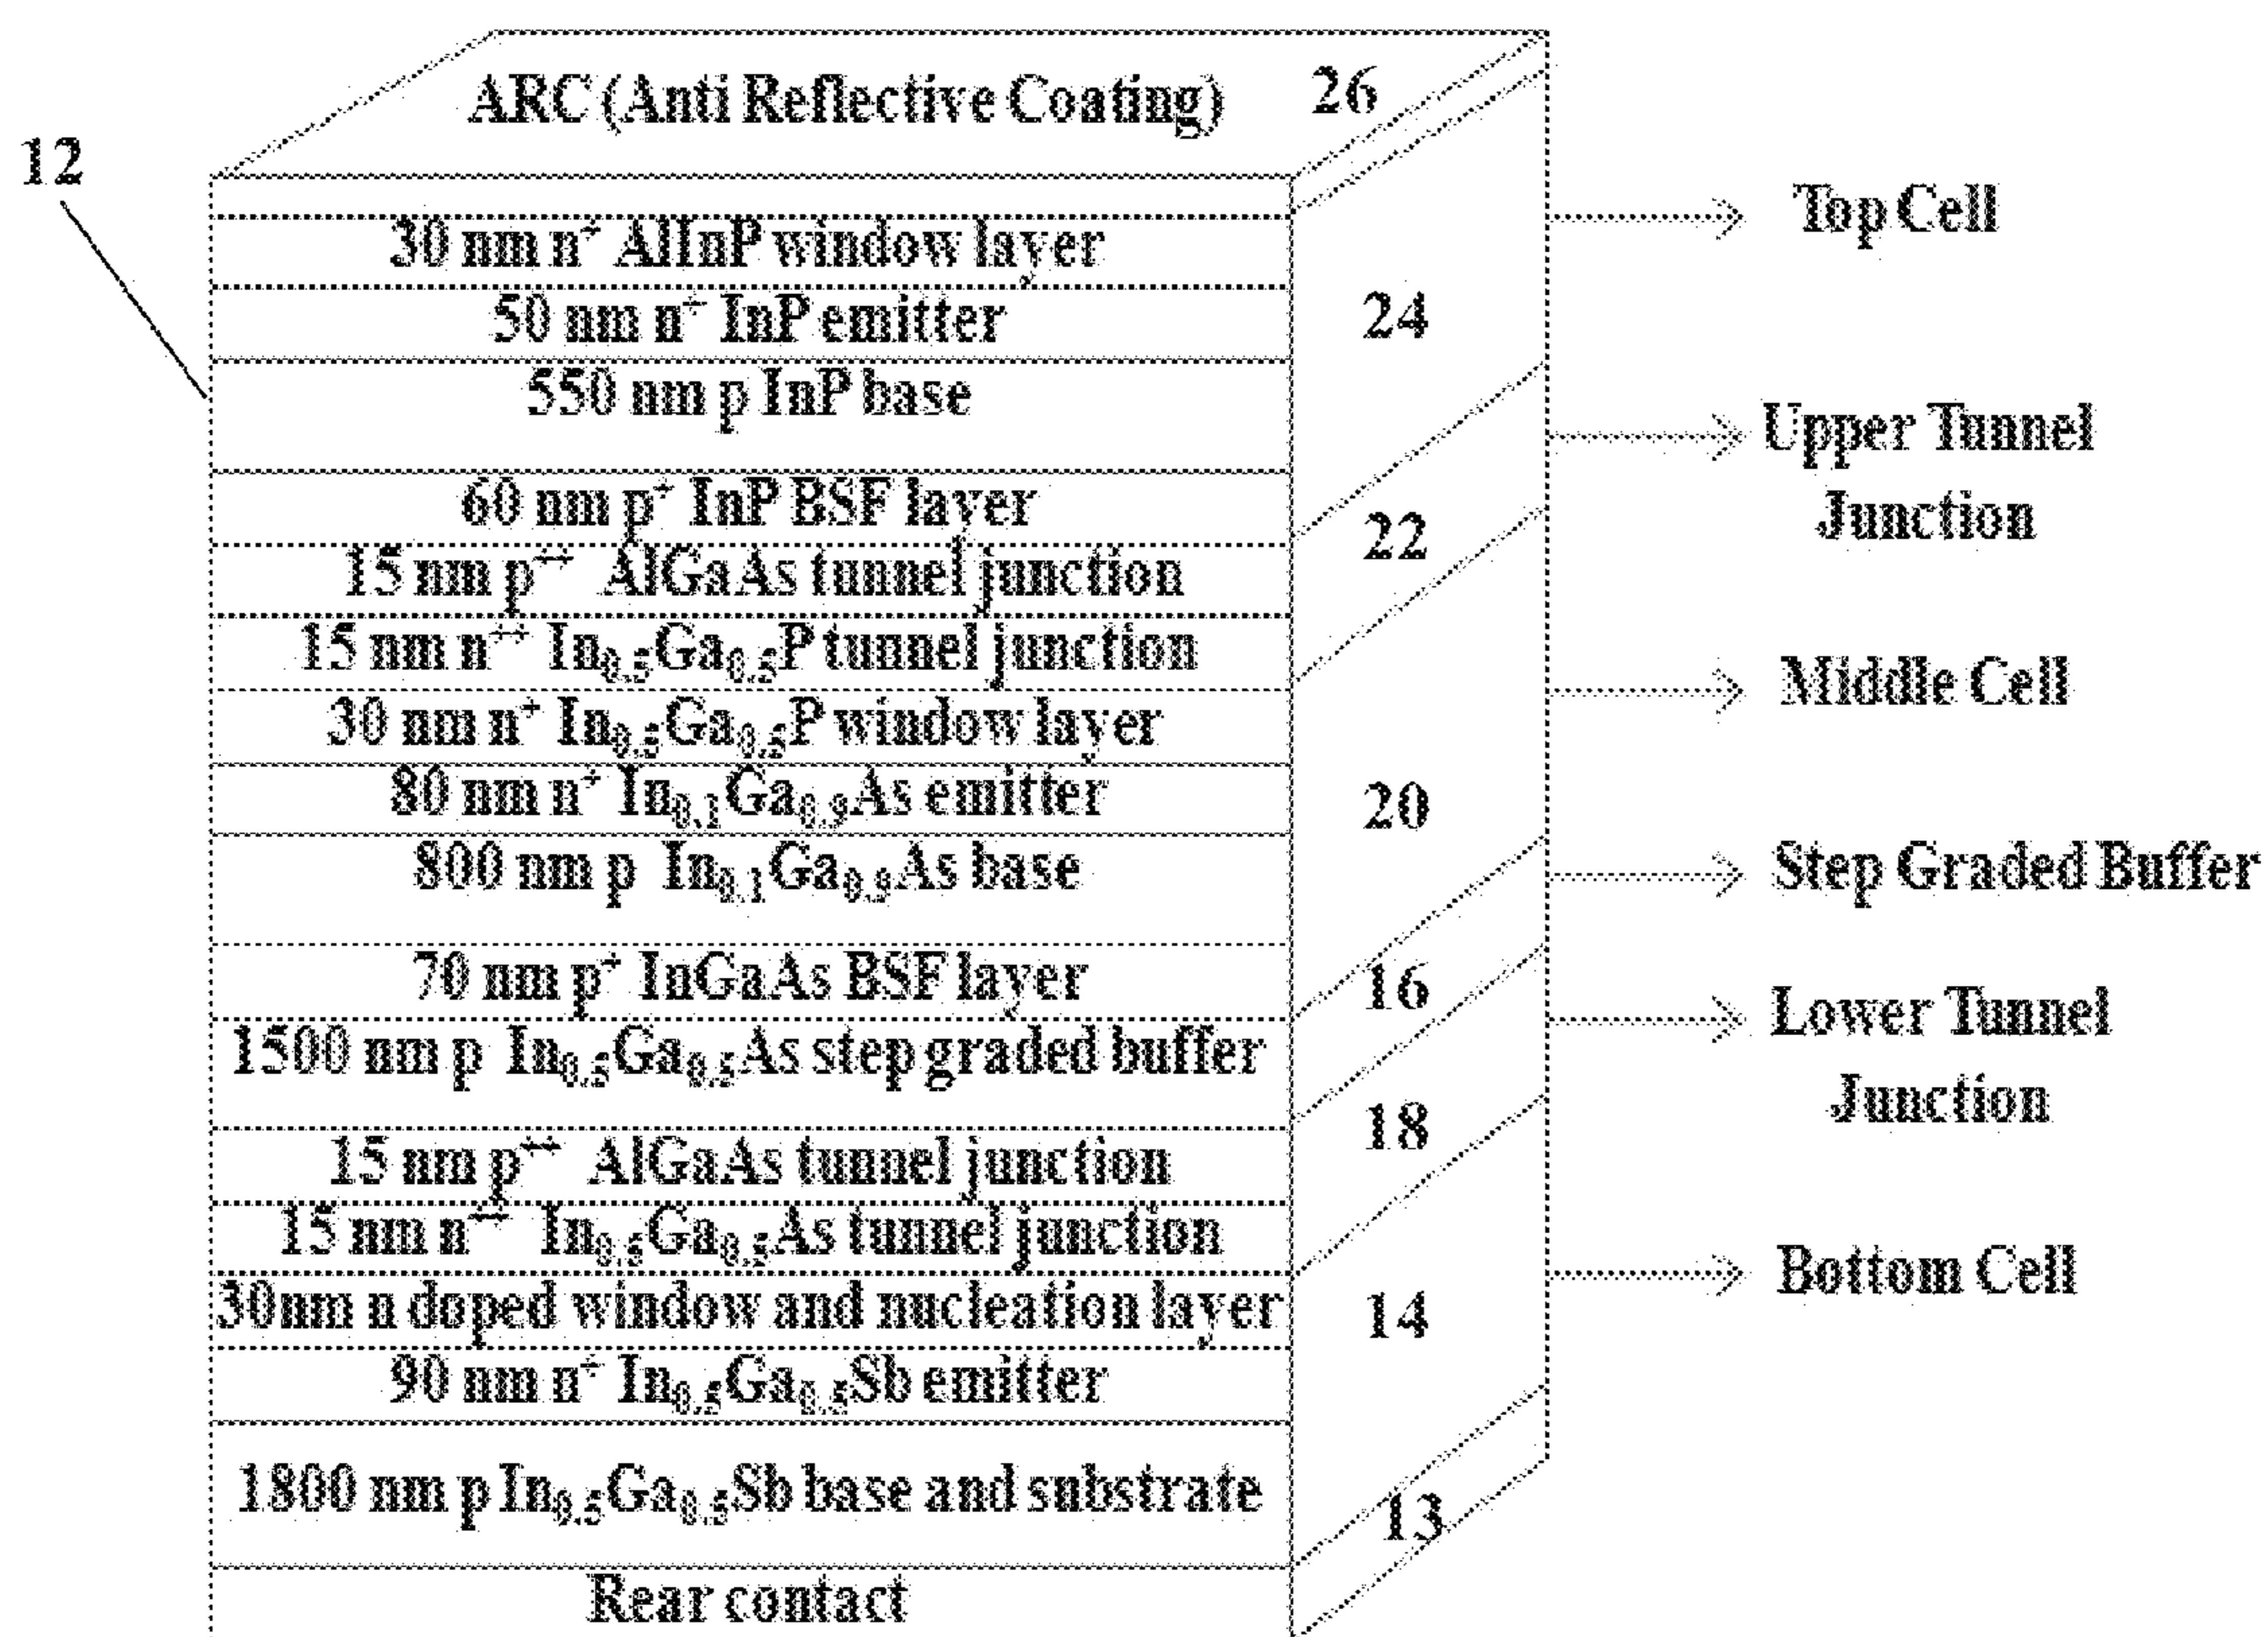 ARC (Anti Reflective Coating) 26
12
30 nm n⁺ AlInP window layer
50 nm n⁺ InP emitter
550 nm p InP base
60 nm p⁺ InP BSF layer
15 nm p⁺⁺ AlGaAs tunnel junction
15 nm n⁺⁺ In₀.₅Ga₀.₅P tunnel junction
30 nm n⁺ In₀.₅Ga₀.₅P window layer
80 nm n⁺ In₀.₁Ga₀.₉As emitter
800 nm p In₀.₁Ga₀.₉As base
70 nm p⁺ InGaAs BSF layer
1500 nm p In₀.₅Ga₀.₅As step graded buffer
15 nm p⁺⁺ AlGaAs tunnel junction
15 nm n⁺⁺ In₀.₅Ga₀.₅As tunnel junction
30nm n doped window and nucleation layer
90 nm n⁺ In₀.₅Ga₀.₅Sb emitter
1800 nm p In₀.₅Ga₀.₅Sb base and substrate
Rear contact
24
22
20
16
18
14
13
Top Cell
Upper Tunnel
Junction
Middle Cell
Step Graded Buffer
Lower Tunnel
Junction
Bottom Cell